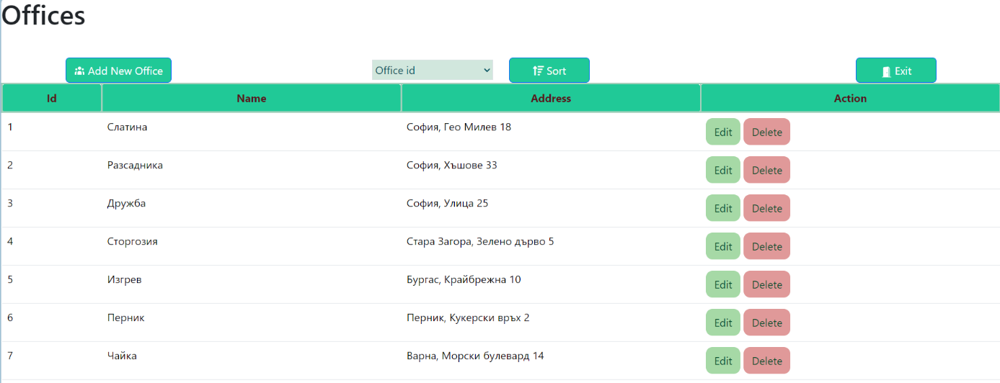 Offices
Add New Office Office id Sort Exit
Id Name Address Action
1 Слатина София, Гео Милев 18 Edit Delete
2 Разсадника София, Хъшове 33 Edit Delete
3 Дружба София, Улица 25 Edit Delete
4 Сторгозия Стара Загора, Зелено дърво 5 Edit Delete
5 Изгрев Бургас, Крайбрежна 10 Edit Delete
6 Перник Перник, Кукерски връх 2 Edit Delete
7 Чайка Варна, Морски булевард 14 Edit Delete